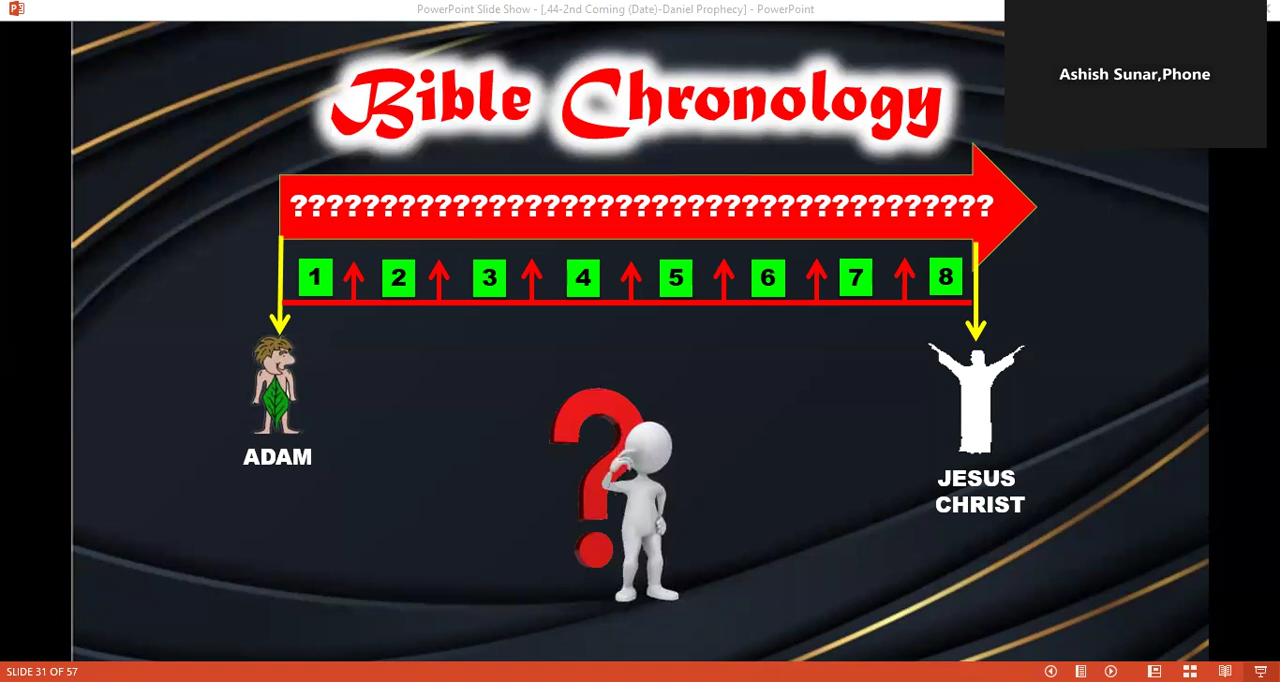 PowerPoint Slide Show - [,44-2nd Coming (Date)-Daniel Prophecy] - PowerPoint
Ashish Sunar,Phone
Bible Chronology
???????????????????????????????????????
1 2 3 4 5 6 7 8
ADAM
JESUS
CHRIST
SLIDE 31 OF 57